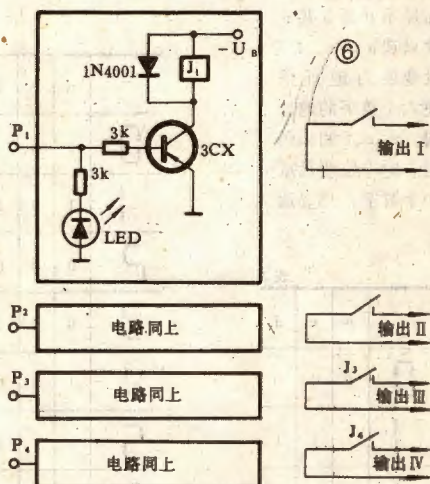 -U_B
1N4001
J₁
⑥
P₁
3k
3CX
输出 I
3k
LED
P₂
电路同上
输出 II
P₃
电路同上
J₃
输出 III
P₄
电路同上
J₄
输出 IV